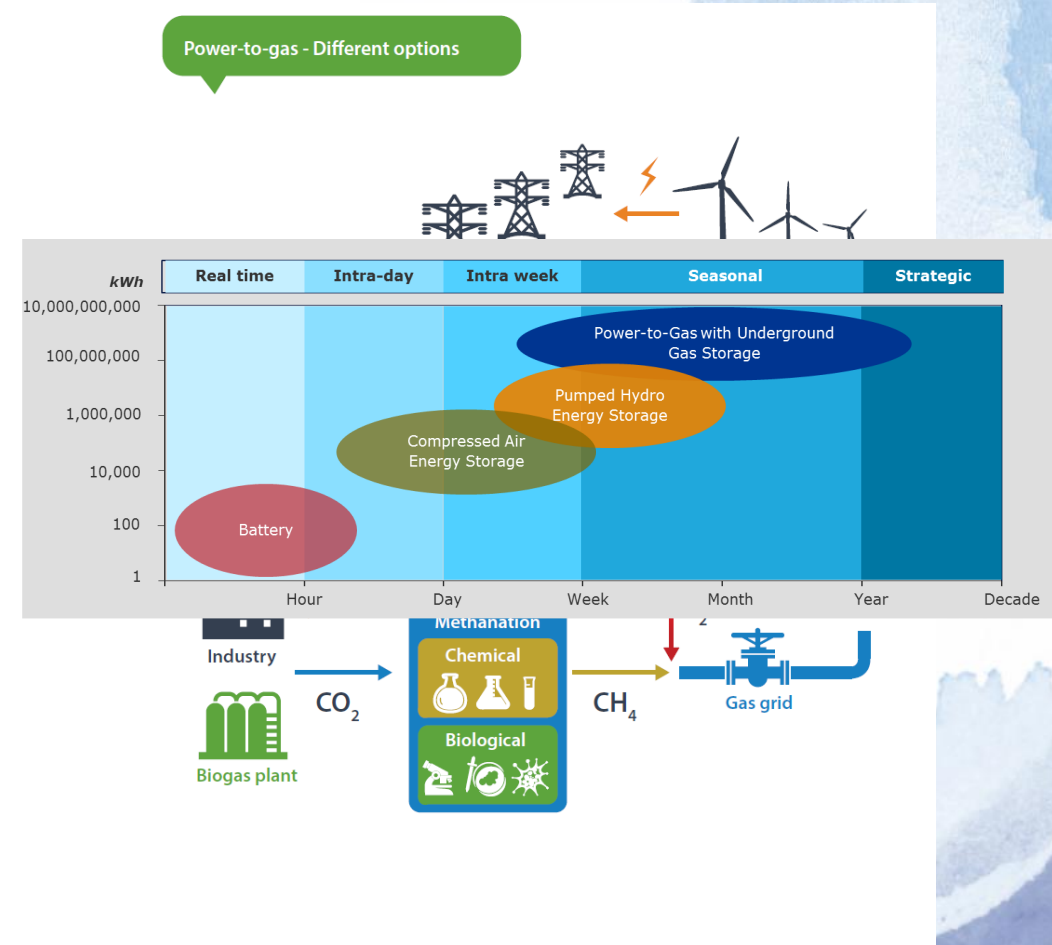 Power-to-gas - Different options
kWh
Real time
Intra-day
Intra week
Seasonal
Strategic
10,000,000,000
100,000,000
1,000,000
10,000
100
1
Power-to-Gas with Underground
Gas Storage
Pumped Hydro
Energy Storage
Compressed Air
Energy Storage
Battery
Hour
Day
Week
Month
Year
Decade
Methanation
2
Industry
Chemical
CO2
CH4
Gas grid
Biological
Biogas plant